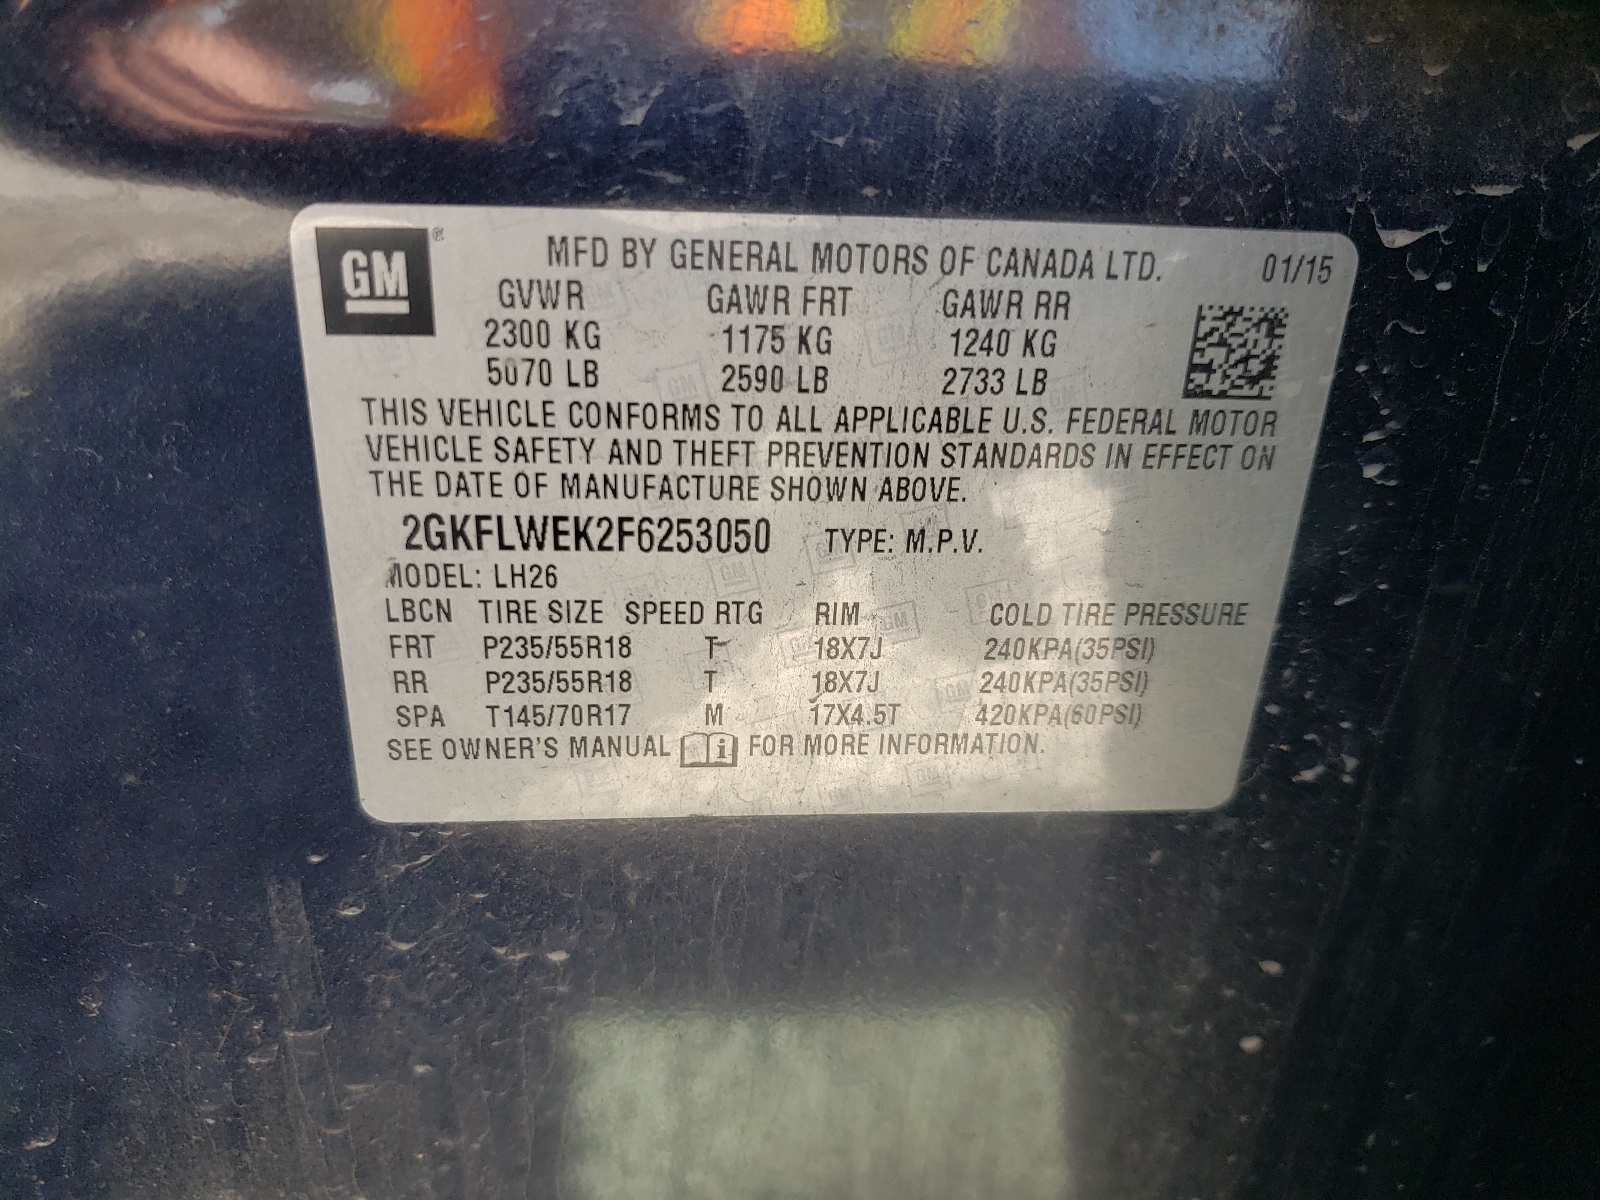 GM ®
MFD BY GENERAL MOTORS OF CANADA LTD. 01/15
GVWR GAWR FRT GAWR RR
2300 KG 1175 KG 1240 KG
5070 LB 2590 LB 2733 LB
THIS VEHICLE CONFORMS TO ALL APPLICABLE U.S. FEDERAL MOTOR
VEHICLE SAFETY AND THEFT PREVENTION STANDARDS IN EFFECT ON
THE DATE OF MANUFACTURE SHOWN ABOVE.
2GKFLWEK2F6253050 TYPE: M.P.V.
MODEL: LH26
LBCN TIRE SIZE SPEED RTG RIM COLD TIRE PRESSURE
FRT P235/55R18 T 18X7J 240KPA(35PSI)
RR P235/55R18 T 18X7J 240KPA(35PSI)
SPA T145/70R17 M 17X4.5T 420KPA(60PSI)
SEE OWNER'S MANUAL i FOR MORE INFORMATION.